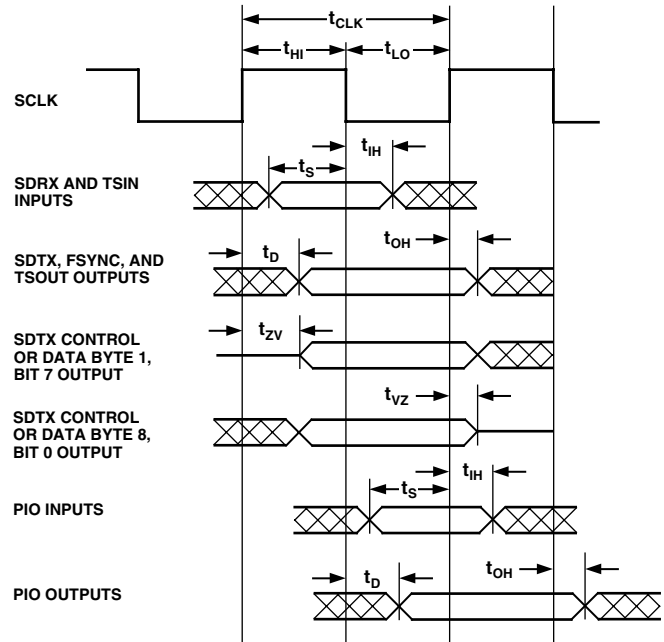 tCLK
tHI tLO
SCLK
tIH
tS
SDRX AND TSIN
INPUTS
tD
tOH
SDTX, FSYNC, AND
TSOUT OUTPUTS
tZV
SDTX CONTROL
OR DATA BYTE 1,
BIT 7 OUTPUT
tVZ
SDTX CONTROL
OR DATA BYTE 8,
BIT 0 OUTPUT
tIH
tS
PIO INPUTS
tOH
tD
PIO OUTPUTS